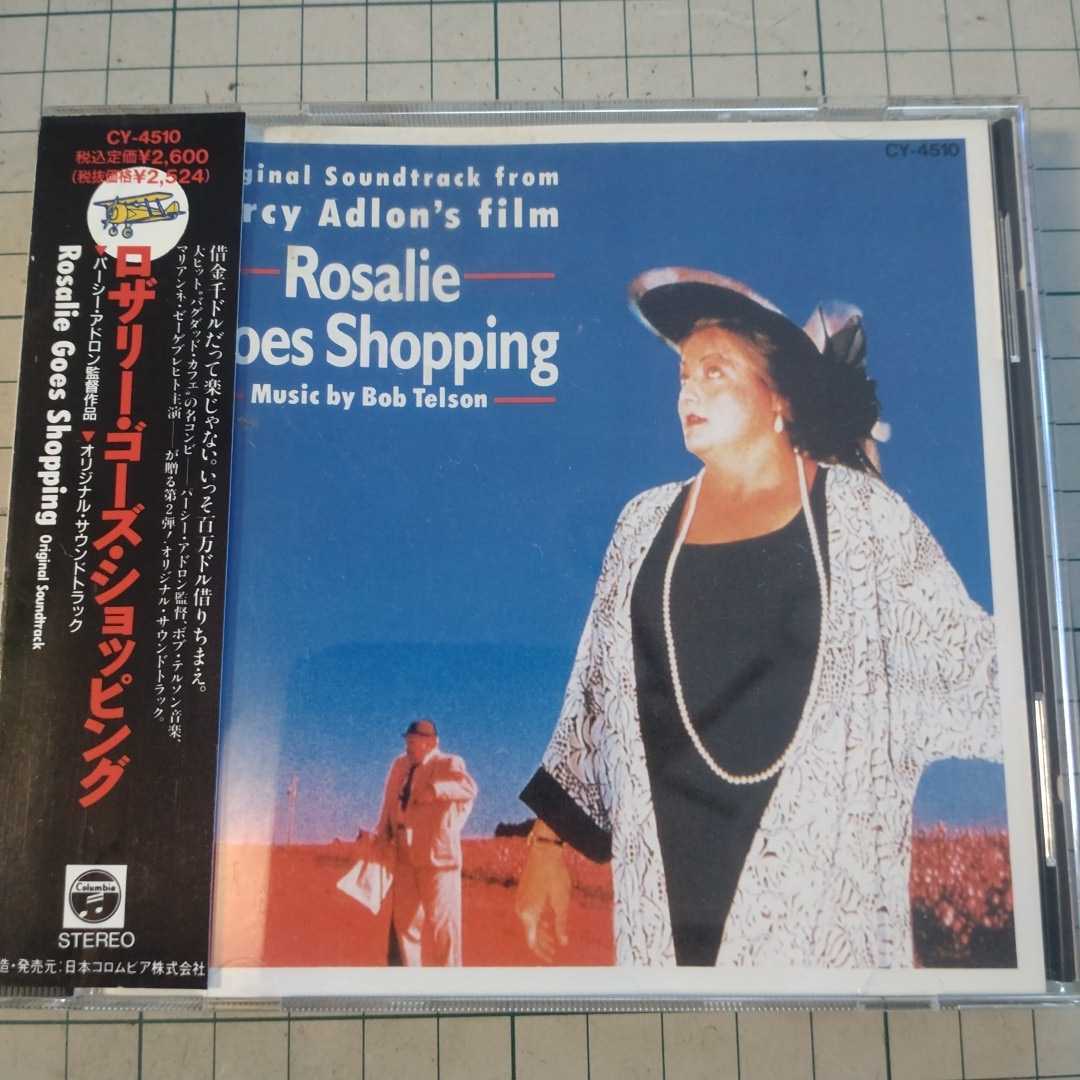 CY-4510
税込定価¥2,600
(税抜価格¥2,524)
借金千ドルだって楽じゃない。いっそ百万ドル借りちまえ。
大ヒット"バグダッド・カフェ"の名コンビ——パーシー・アドロン監督、ボブ・テルソン音楽、
マリアンネ・ゼーゲブレヒト主演——が贈る第2弾!オリジナル・サウンドトラック。
ロザリー・ゴーズ・ショッピング
▼パーシー・アドロン監督作品 ▼オリジナル・サウンドトラック
Rosalie Goes Shopping Original Soundtrack
Columbia
STEREO
造・発売元:日本コロムビア株式会社
CY-4510
ginal Soundtrack from
rcy Adlon's film
Rosalie
oes Shopping
Music by Bob Telson